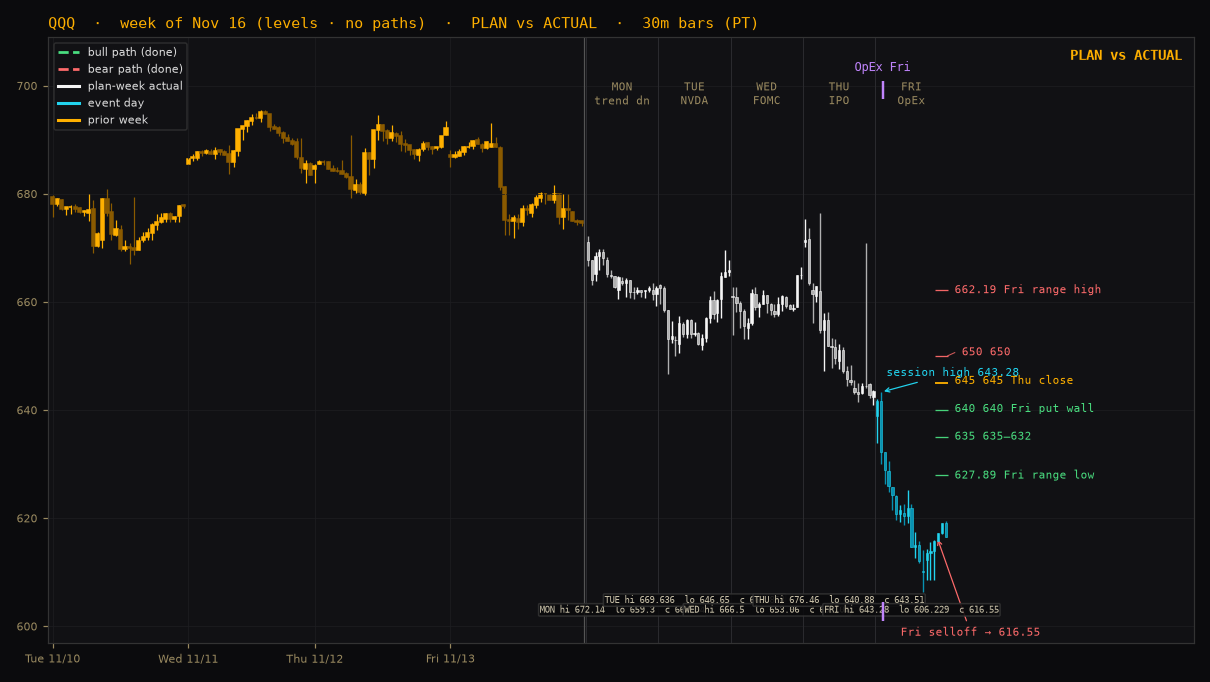 QQQ · week of Nov 16 (levels · no paths) · PLAN vs ACTUAL · 30m bars (PT)
PLAN vs ACTUAL
bull path (done)
bear path (done)
plan-week actual
event day
prior week
OpEx Fri
MON
trend dn
TUE
NVDA
WED
FOMC
THU
IPO
FRI
OpEx
700
680
660
640
620
600
662.19 Fri range high
650 650
session high 643.28
645 645 Thu close
640 640 Fri put wall
635 635–632
627.89 Fri range low
TUE hi 669.636 lo 646.65 c
THU hi 676.46 lo 640.88 c 643.51
MON hi 672.14 lo 659.3 c
WED hi 666.5 lo 653.06 c
FRI hi 643.28 lo 606.229 c 616.55
Fri selloff → 616.55
Tue 11/10
Wed 11/11
Thu 11/12
Fri 11/13